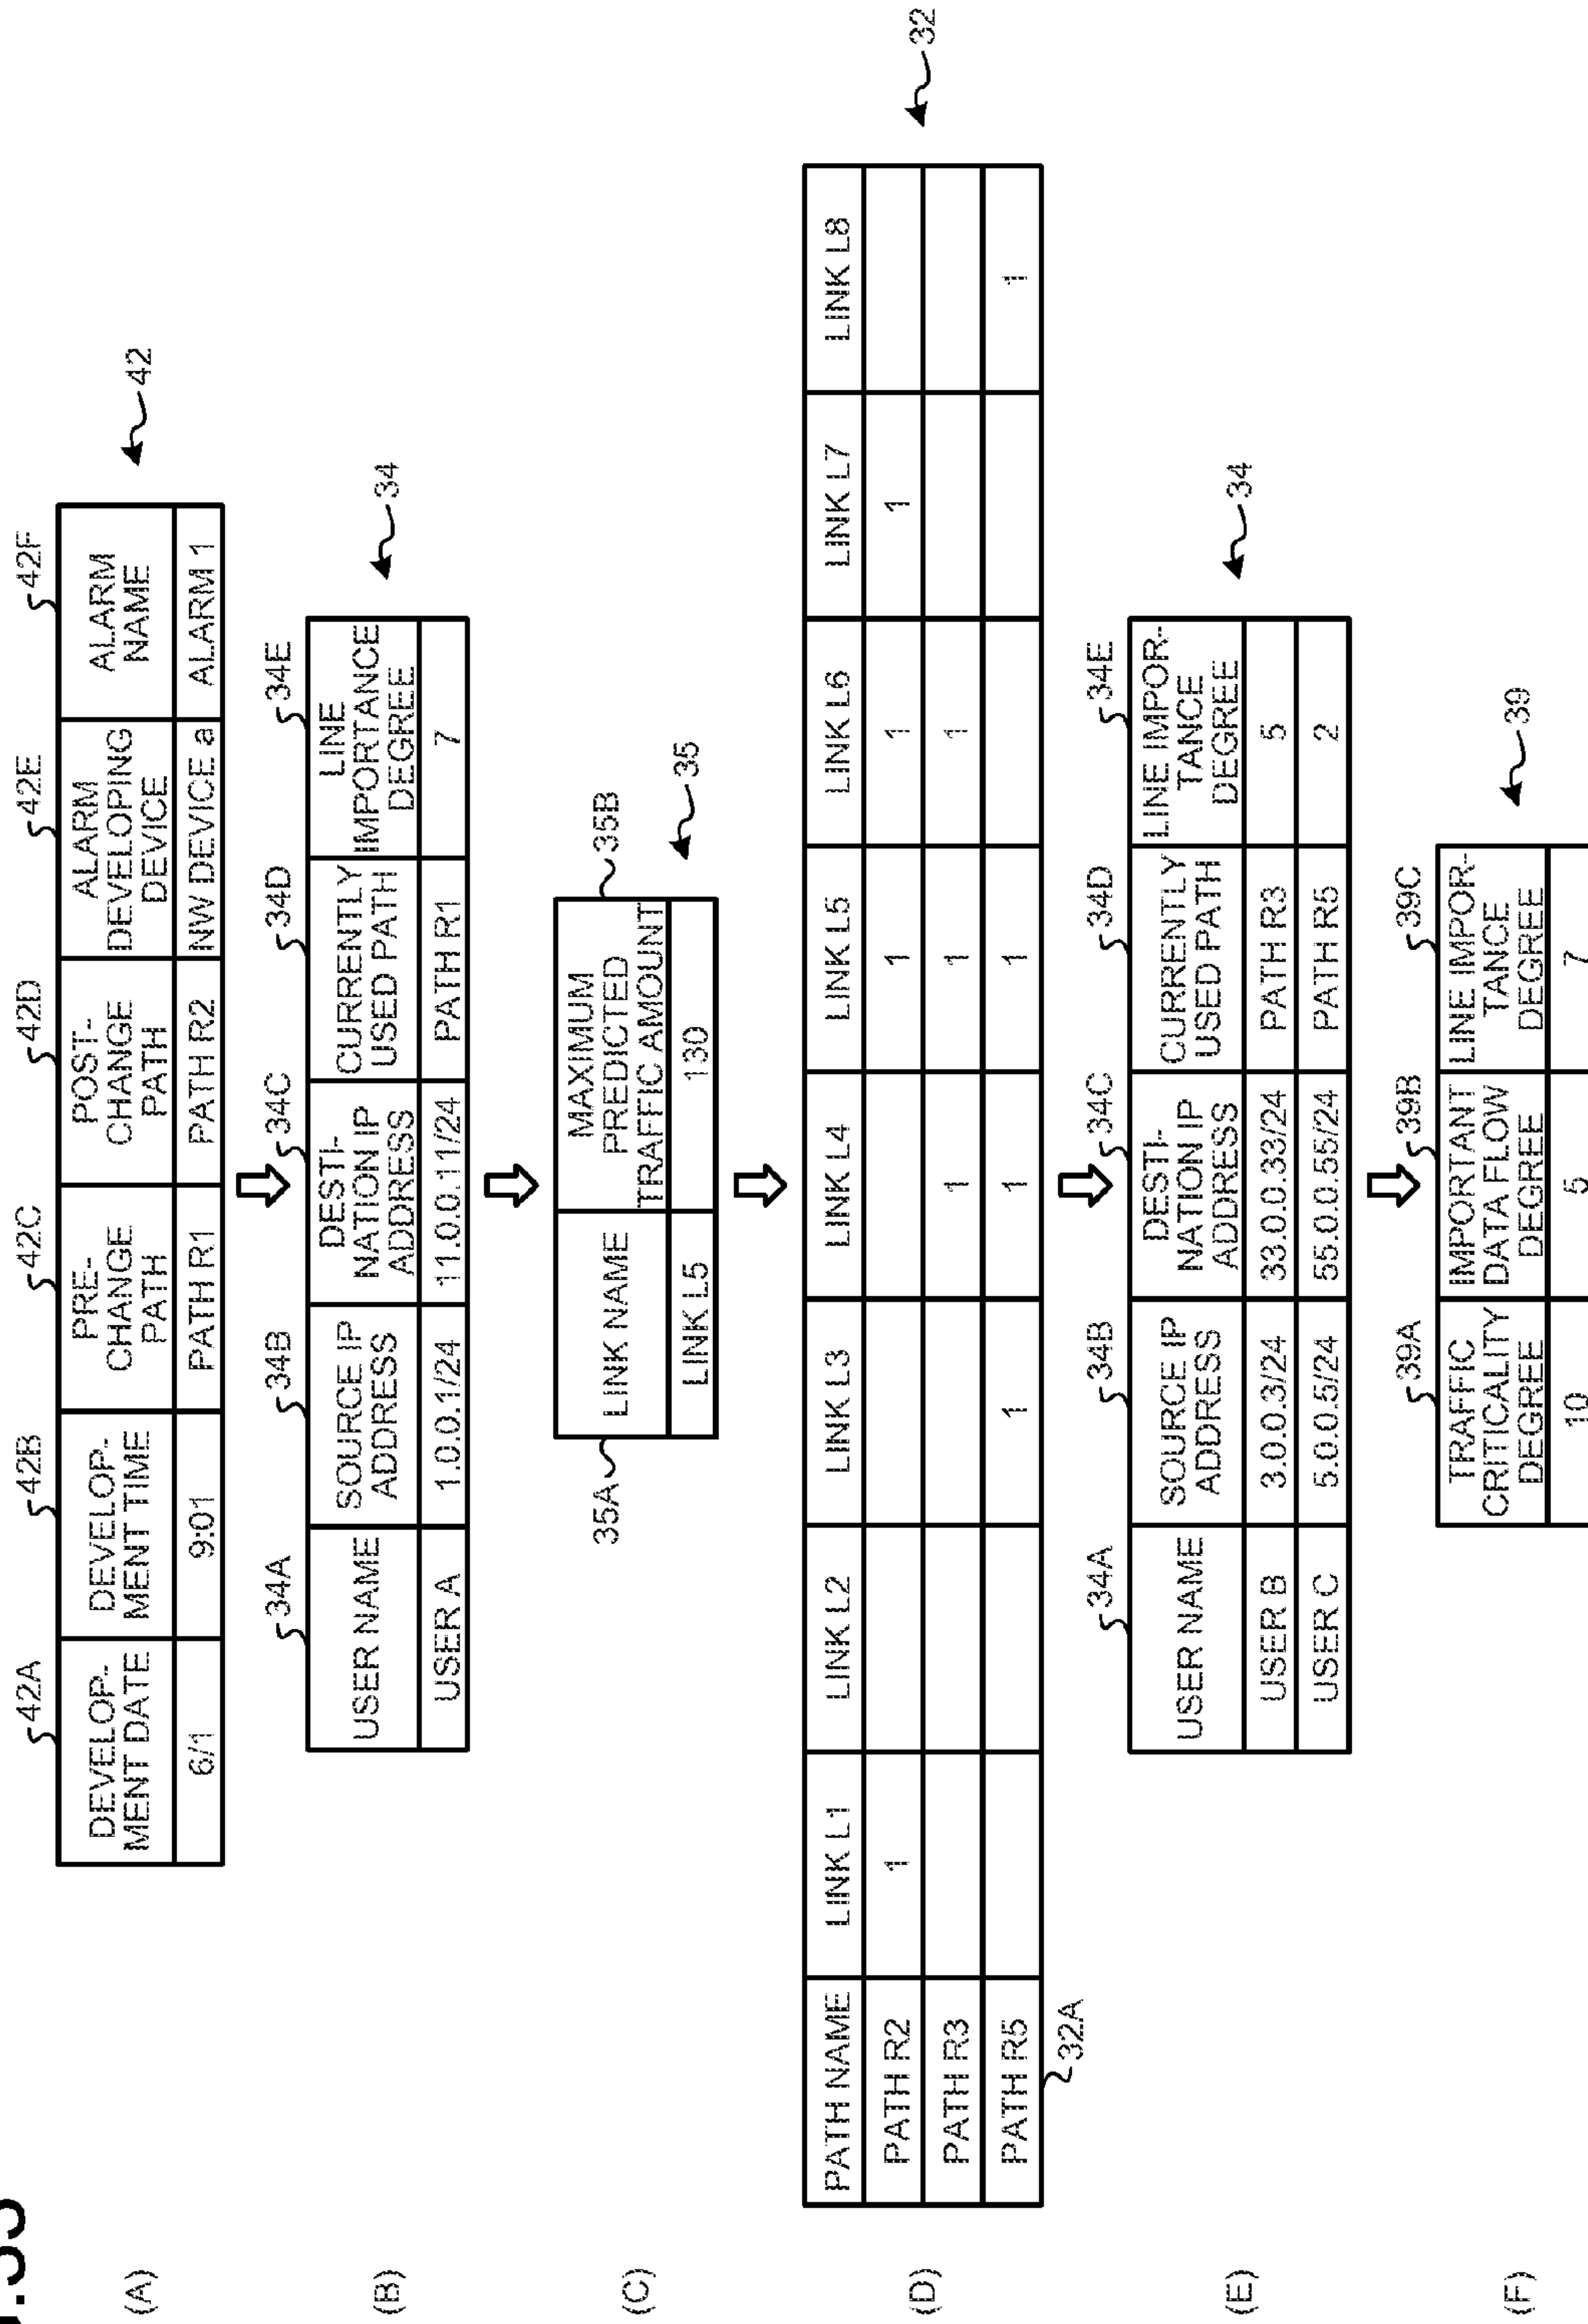 (A)
42A
42B
42C
42D
42E
42F
42
DEVELOP-
MENT DATE
DEVELOP-
MENT TIME
PRE-
CHANGE
PATH
POST-
CHANGE
PATH
ALARM
DEVELOPING
DEVICE
ALARM
NAME
6/1
9:01
PATH R1
PATH R2
NW DEVICE a
ALARM 1
(B)
34A
34B
34C
34D
34E
34
USER NAME
SOURCE IP
ADDRESS
DESTI-
NATION IP
ADDRESS
CURRENTLY
USED PATH
LINE
IMPORTANCE
DEGREE
USER A
1.0.0.1/24
11.0.0.11/24
PATH R1
7
(C)
35A
35B
35
LINK NAME
MAXIMUM
PREDICTED
TRAFFIC AMOUNT
LINK L5
130
(D)
32
PATH NAME
LINK L1
LINK L2
LINK L3
LINK L4
LINK L5
LINK L6
LINK L7
LINK L8
PATH R2
1
1
1
1
PATH R3
1
1
1
PATH R5
1
1
1
1
32A
(E)
34A
34B
34C
34D
34E
34
USER NAME
SOURCE IP
ADDRESS
DESTI-
NATION IP
ADDRESS
CURRENTLY
USED PATH
LINE IMPOR-
TANCE
DEGREE
USER B
3.0.0.3/24
33.0.0.33/24
PATH R3
5
USER C
5.0.0.5/24
55.0.0.55/24
PATH R5
2
(F)
39A
39B
39C
39
TRAFFIC
CRITICALITY
DEGREE
IMPORTANT
DATA FLOW
DEGREE
LINE IMPOR-
TANCE
DEGREE
10
5
7